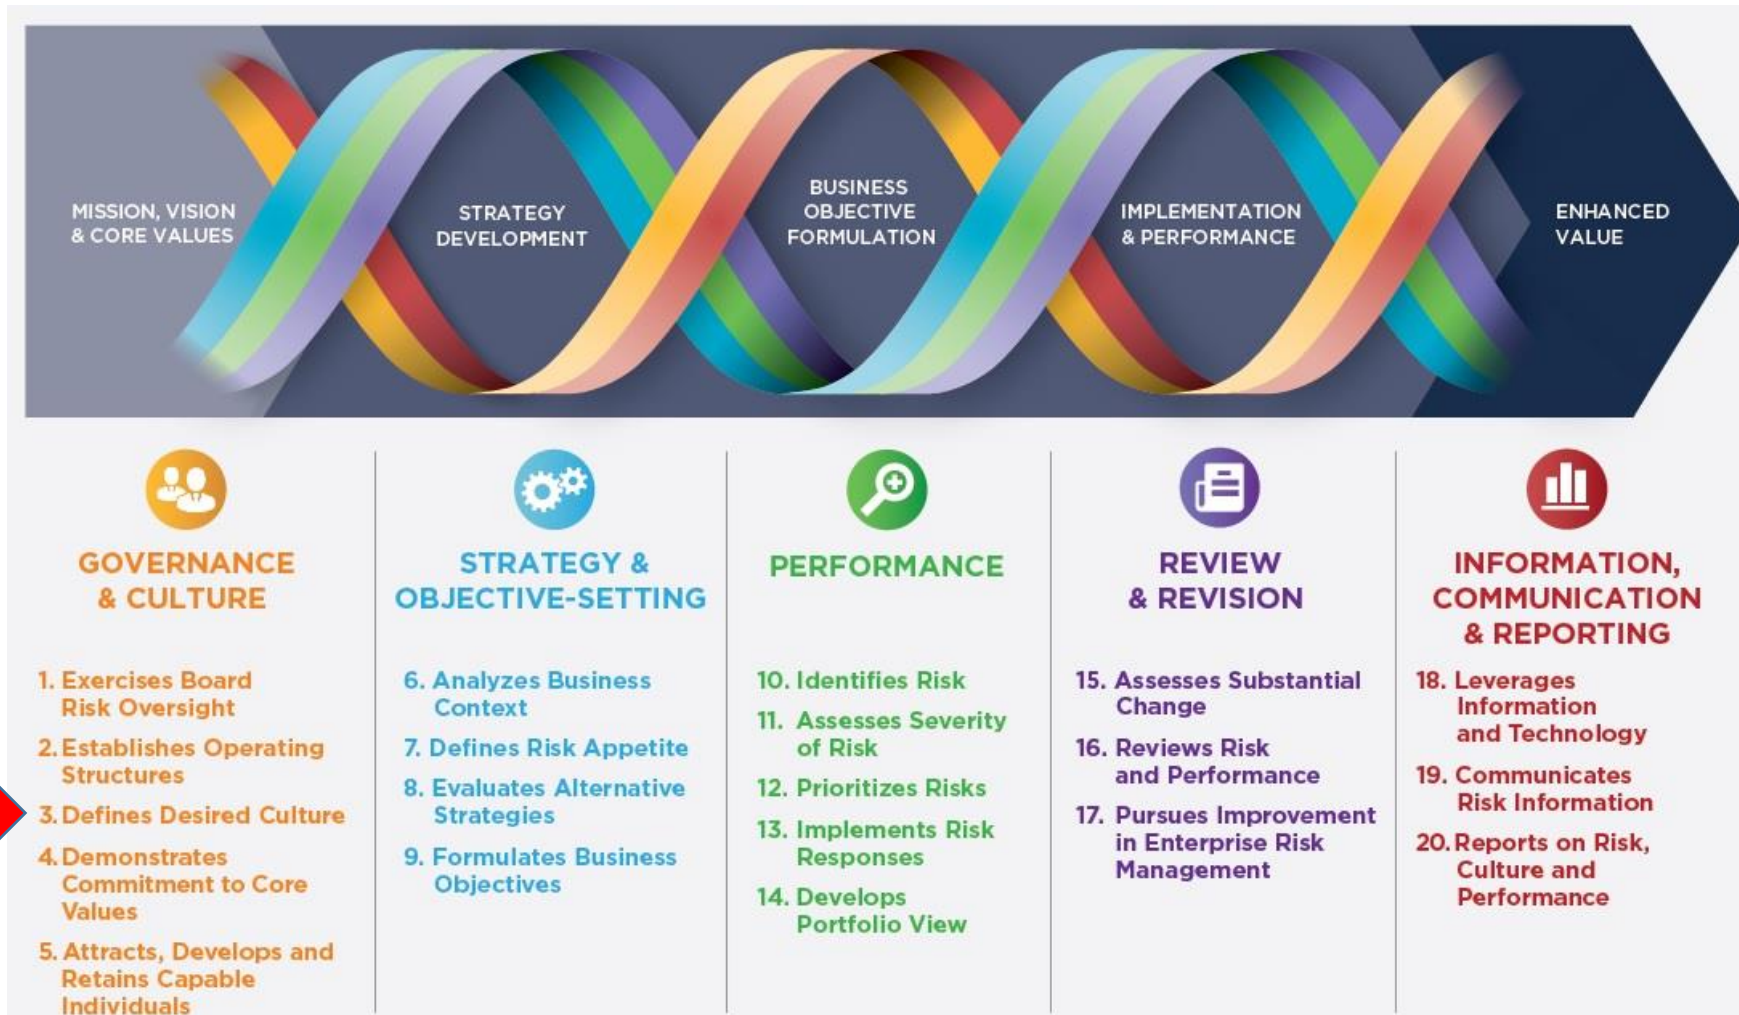 MISSION, VISION
& CORE VALUES
STRATEGY
DEVELOPMENT
BUSINESS
OBJECTIVE
FORMULATION
IMPLEMENTATION
& PERFORMANCE
ENHANCED
VALUE
GOVERNANCE
& CULTURE
1. Exercises Board
Risk Oversight
2. Establishes Operating
Structures
3. Defines Desired Culture
4. Demonstrates
Commitment to Core
Values
5. Attracts, Develops and
Retains Capable
Individuals
STRATEGY &
OBJECTIVE-SETTING
6. Analyzes Business
Context
7. Defines Risk Appetite
8. Evaluates Alternative
Strategies
9. Formulates Business
Objectives
PERFORMANCE
10. Identifies Risk
11. Assesses Severity
of Risk
12. Prioritizes Risks
13. Implements Risk
Responses
14. Develops
Portfolio View
REVIEW
& REVISION
15. Assesses Substantial
Change
16. Reviews Risk
and Performance
17. Pursues Improvement
in Enterprise Risk
Management
INFORMATION,
COMMUNICATION
& REPORTING
18. Leverages
Information
and Technology
19. Communicates
Risk Information
20. Reports on Risk,
Culture and
Performance